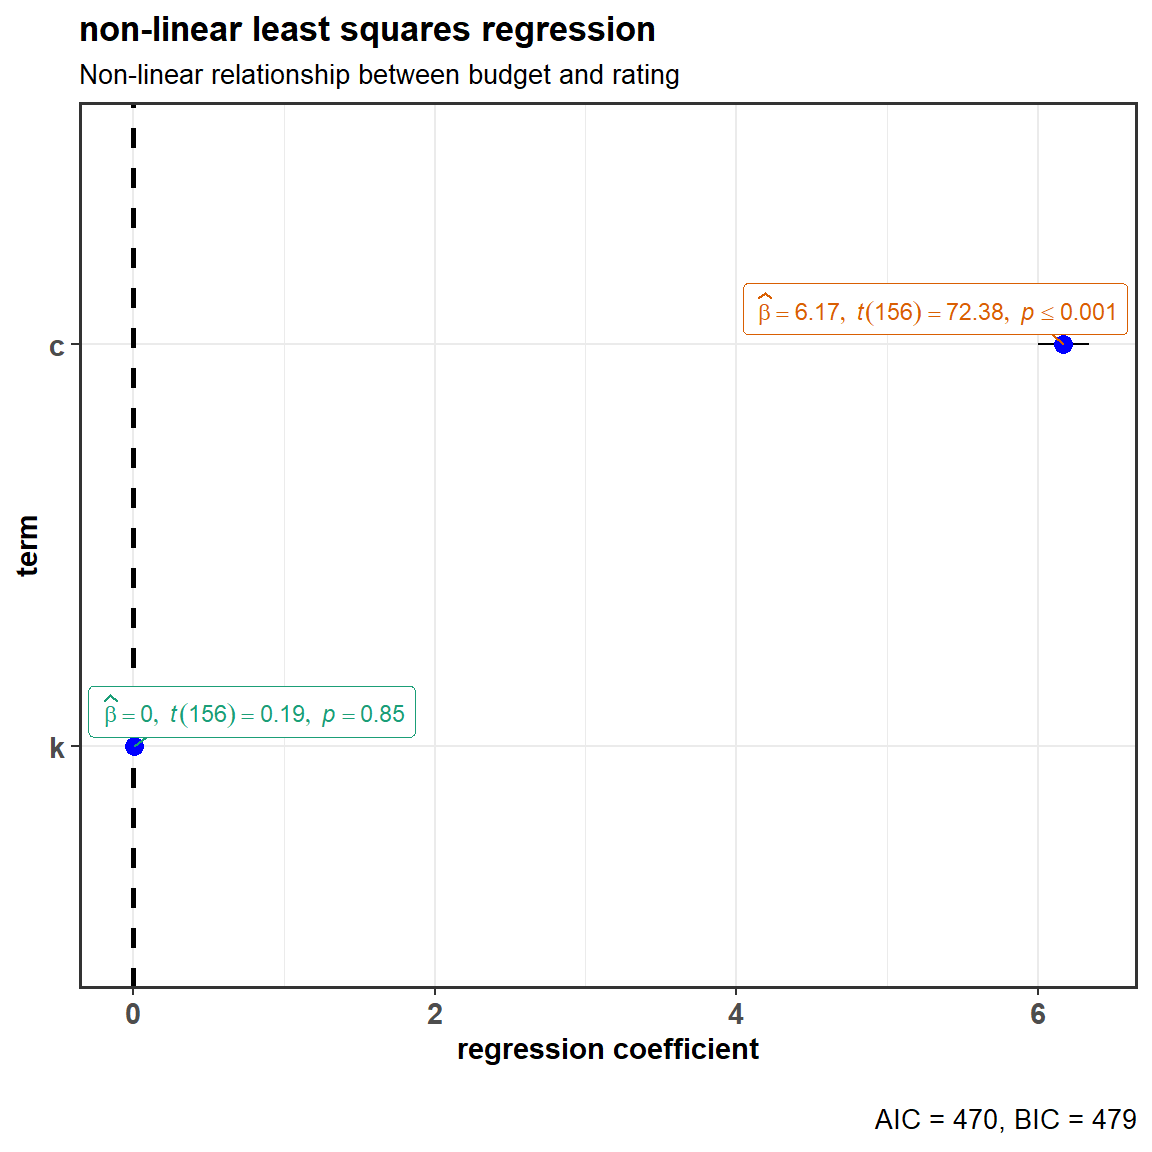 non-linear least squares regression
Non-linear relationship between budget and rating
β̂ = 6.17, t(156) = 72.38, p ≤ 0.001
c
term
β̂ = 0, t(156) = 0.19, p = 0.85
k
0 2 4 6
regression coefficient
AIC = 470, BIC = 479